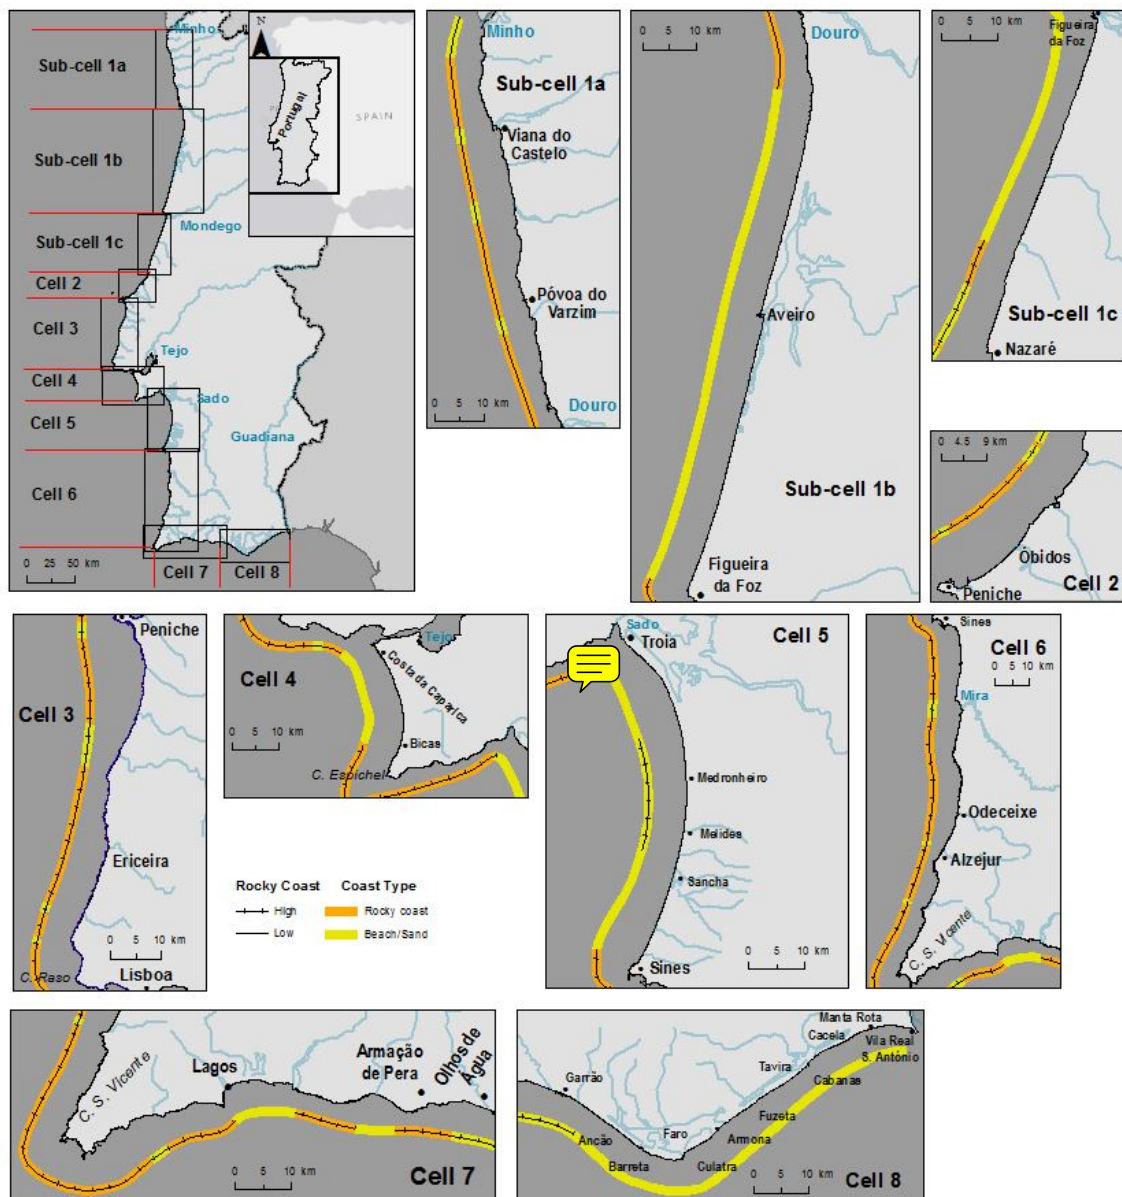 Minho
N
Sub-cell 1a
Portugal
SPAIN
Sub-cell 1b
Mondego
Sub-cell 1c
Cell 2
Cell 3
Tejo
Cell 4
Sado
Cell 5
Guadiana
Cell 6
0 25 50 km
Cell 7
Cell 8
Minho
Sub-cell 1a
Viana do
Castelo
Póvoa do
Varzim
0 5 10 km
Douro
0 5 10 km
Douro
Aveiro
Sub-cell 1b
Figueira
da Foz
0 5 10 km
Figueira
da Foz
Sub-cell 1c
Nazaré
0 4.5 9 km
Óbidos
Cell 2
Peniche
Peniche
Cell 3
Ericeira
0 5 10 km
C. Raso
Lisboa
Tejo
Costa da Caparica
Cell 4
0 5 10 km
Bicas
C. Espichel
Rocky Coast
Coast Type
High
Rocky coast
Low
Beach/Sand
Sado
Cell 5
Troia
Medronheiro
Melides
Sancha
0 5 10 km
Sines
Sines
Cell 6
0 5 10 km
Mira
Odeceixe
Alzejur
C. S. Vicente
C. S. Vicente
Lagos
Armação
de Pera
Olhos de
Água
0 5 10 km
Cell 7
Manta Rota
Cacela
Vila Real
S. António
Garrão
Tavira
Cabanas
Fuzeta
Faro
Ancão
Armona
Barreta
Culatra
0 5 10 km
Cell 8